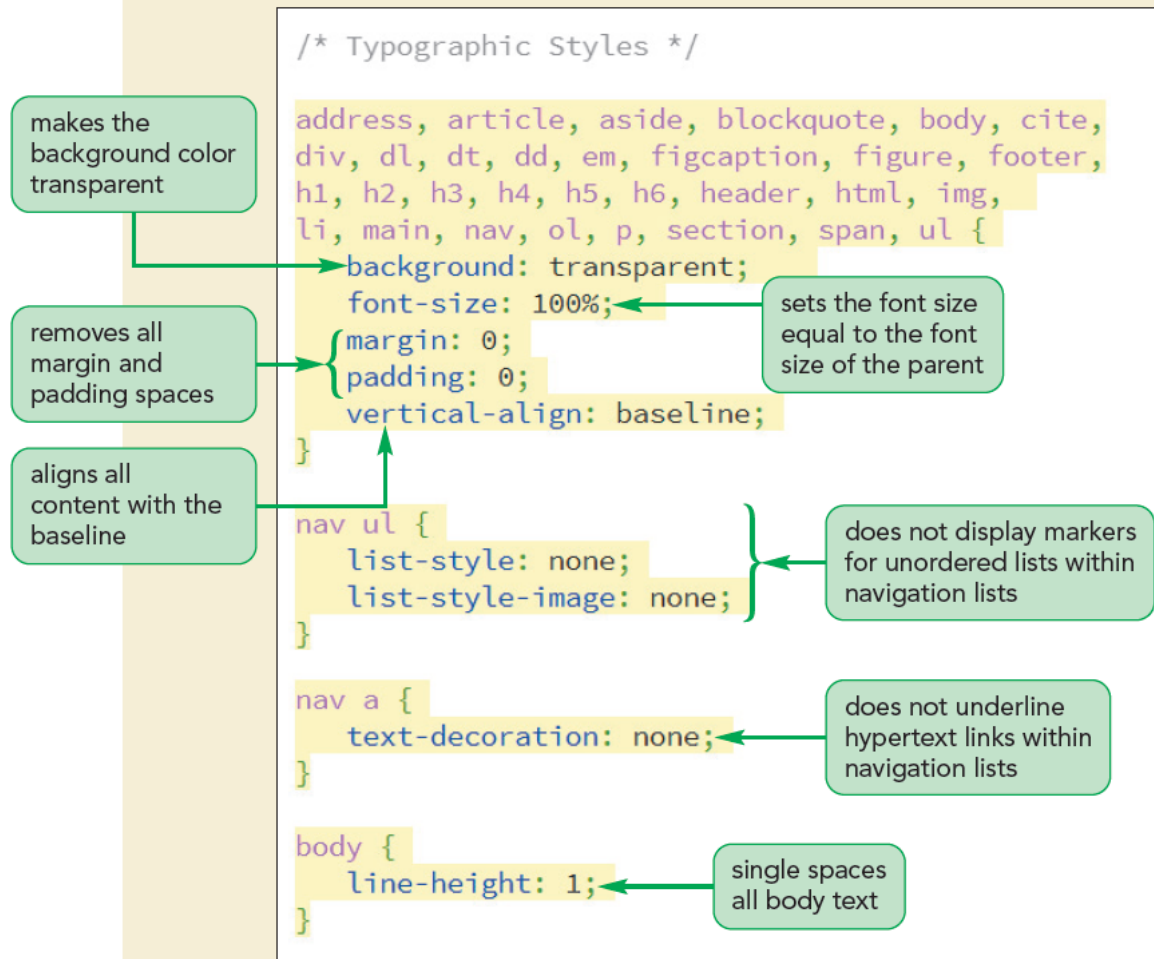 /* Typographic Styles */
makes the
background color
transparent
address, article, aside, blockquote, body, cite,
div, dl, dt, dd, em, figcaption, figure, footer,
h1, h2, h3, h4, h5, h6, header, html, img,
li, main, nav, ol, p, section, span, ul {
background: transparent;
font-size: 100%;
margin: 0;
padding: 0;
vertical-align: baseline;
}
sets the font size
equal to the font
size of the parent
removes all
margin and
padding spaces
aligns all
content with the
baseline
nav ul {
list-style: none;
list-style-image: none;
}
does not display markers
for unordered lists within
navigation lists
nav a {
text-decoration: none;
}
does not underline
hypertext links within
navigation lists
body {
line-height: 1;
}
single spaces
all body text